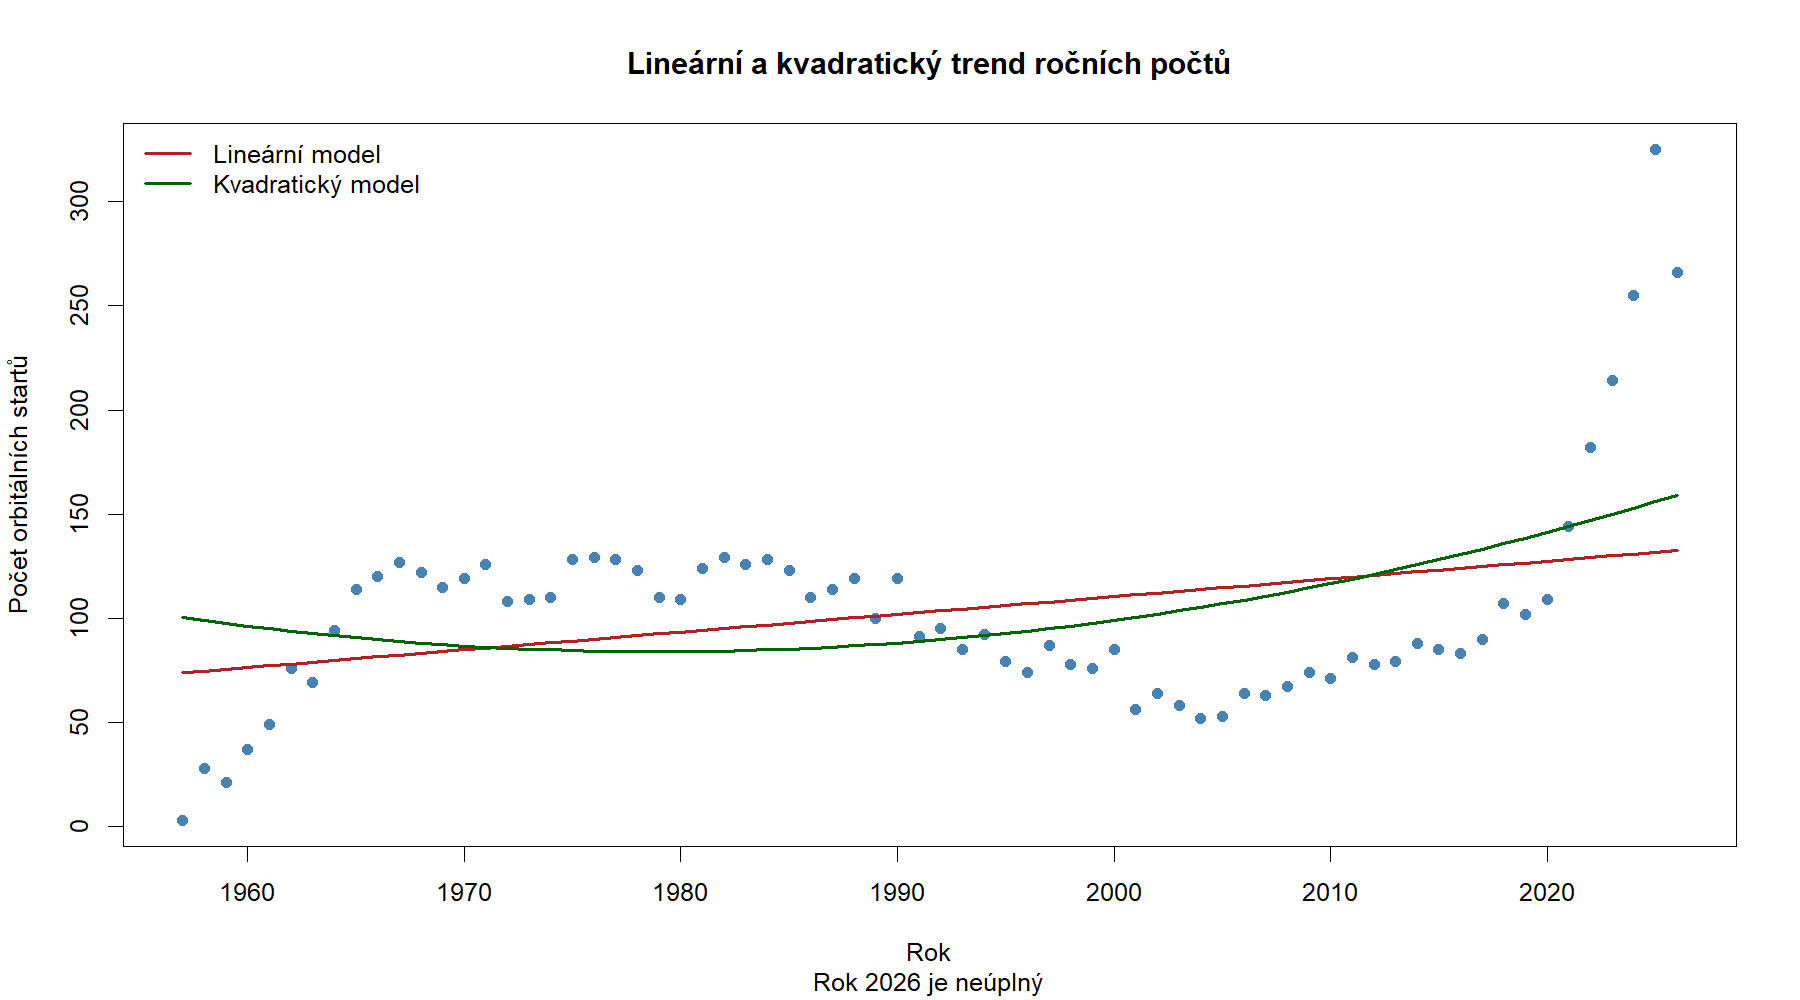 Lineární a kvadratický trend ročních počtů
Lineární model
Kvadratický model
Počet orbitálních startů
300
250
200
150
100
50
0
1960 1970 1980 1990 2000 2010 2020
Rok
Rok 2026 je neúplný